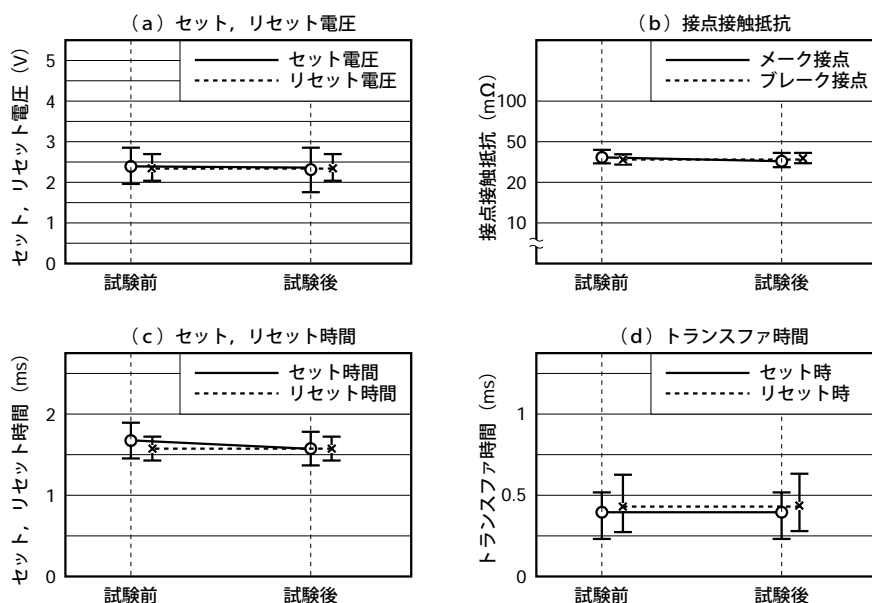 (a) セット，リセット電圧
セット電圧
リセット電圧
セット，リセット電圧 (V)
5
4
3
2
1
0
試験前
試験後
(b) 接点接触抵抗
メーク接点
ブレーク接点
接点接触抵抗 (mΩ)
100
50
20
10
試験前
試験後
(c) セット，リセット時間
セット時間
リセット時間
セット，リセット時間 (ms)
2
1
0
試験前
試験後
(d) トランスファ時間
セット時
リセット時
トランスファ時間 (ms)
1
0.5
0
試験前
試験後